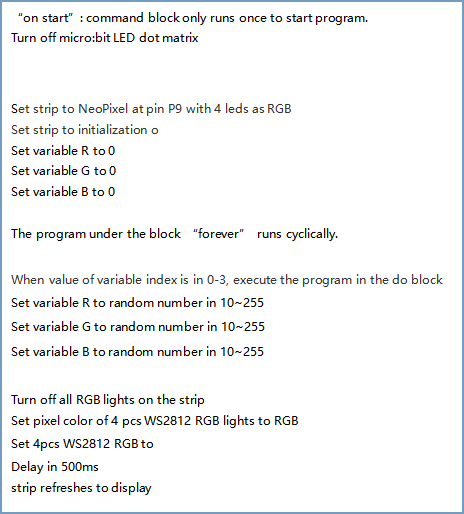 “on start” : command block only runs once to start program.
Turn off micro:bit LED dot matrix
Set strip to NeoPixel at pin P9 with 4 leds as RGB
Set strip to initialization o
Set variable R to 0
Set variable G to 0
Set variable B to 0
The program under the block “forever” runs cyclically.
When value of variable index is in 0-3, execute the program in the do block
Set variable R to random number in 10~255
Set variable G to random number in 10~255
Set variable B to random number in 10~255
Turn off all RGB lights on the strip
Set pixel color of 4 pcs WS2812 RGB lights to RGB
Set 4pcs WS2812 RGB to
Delay in 500ms
strip refreshes to display